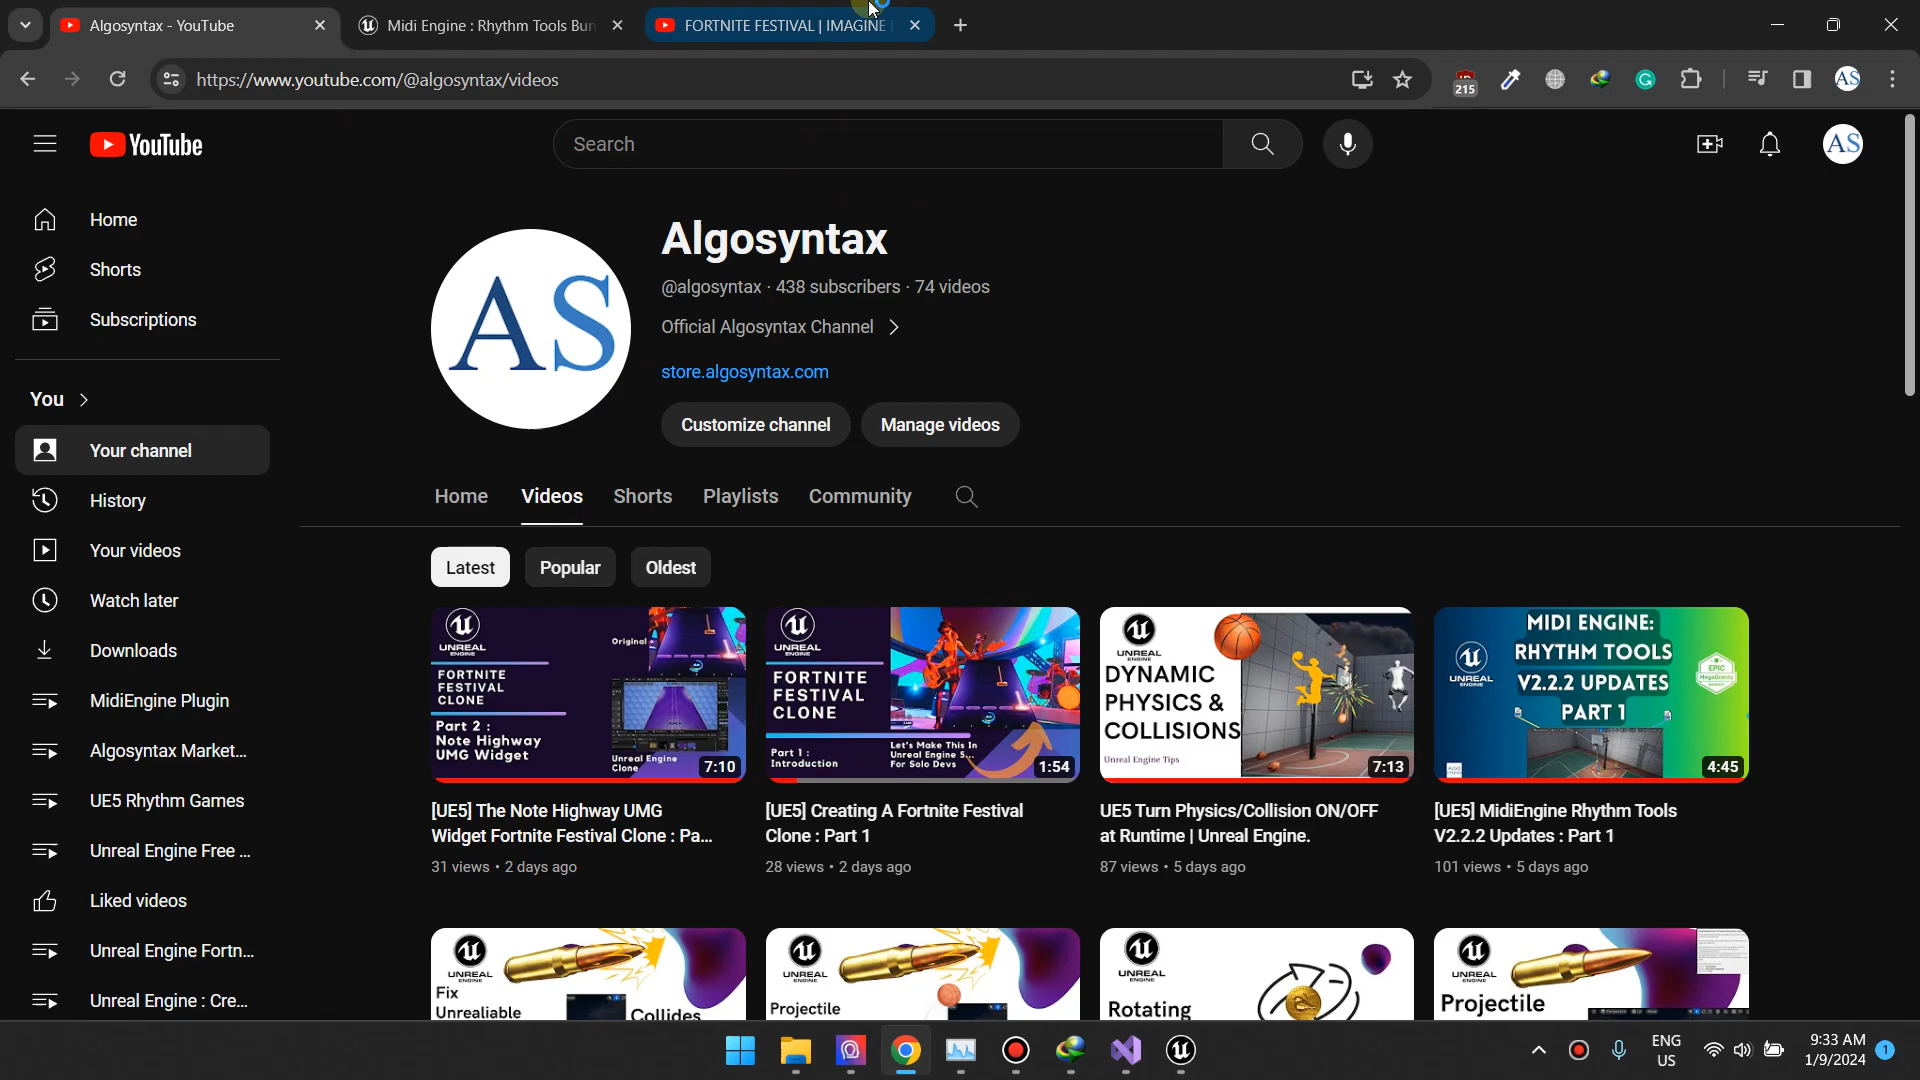 Algosyntax - YouTube
Midi Engine : Rhythm Tools Bun
FORTNITE FESTIVAL | IMAGINE
https://www.youtube.com/@algosyntax/videos
215
AS
YouTube
Search
AS
Home
Shorts
Subscriptions
You
Your channel
History
Your videos
Watch later
Downloads
MidiEngine Plugin
Algosyntax Market...
UE5 Rhythm Games
Unreal Engine Free ...
Liked videos
Unreal Engine Fortn...
Unreal Engine : Cre...
AS
Algosyntax
@algosyntax · 438 subscribers · 74 videos
Official Algosyntax Channel
store.algosyntax.com
Customize channel
Manage videos
Home
Videos
Shorts
Playlists
Community
Latest
Popular
Oldest
UNREAL
ENGINE
FORTNITE
FESTIVAL
CLONE
Part 2 :
Note Highway
UMG Widget
Original
Unreal Engine
Clone
7:10
[UE5] The Note Highway UMG
Widget Fortnite Festival Clone : Pa...
31 views • 2 days ago
UNREAL
ENGINE
FORTNITE
FESTIVAL
CLONE
Part 1 :
Introduction
Let's Make This In
Unreal Engine 5...
For Solo Devs
1:54
[UE5] Creating A Fortnite Festival
Clone : Part 1
28 views • 2 days ago
UNREAL
ENGINE
DYNAMIC
PHYSICS &
COLLISIONS
Unreal Engine Tips
7:13
UE5 Turn Physics/Collision ON/OFF
at Runtime | Unreal Engine.
87 views • 5 days ago
UNREAL
ENGINE
MIDI ENGINE:
RHYTHM TOOLS
V2.2.2 UPDATES
PART 1
EPIC
MegaGrants
4:45
[UE5] MidiEngine Rhythm Tools
V2.2.2 Updates : Part 1
101 views • 5 days ago
UNREAL
ENGINE
Fix
Unreailable
Collides
UNREAL
ENGINE
Projectile
UNREAL
ENGINE
Rotating
UNREAL
ENGINE
Projectile
ENG
US
9:33 AM
1/9/2024
1